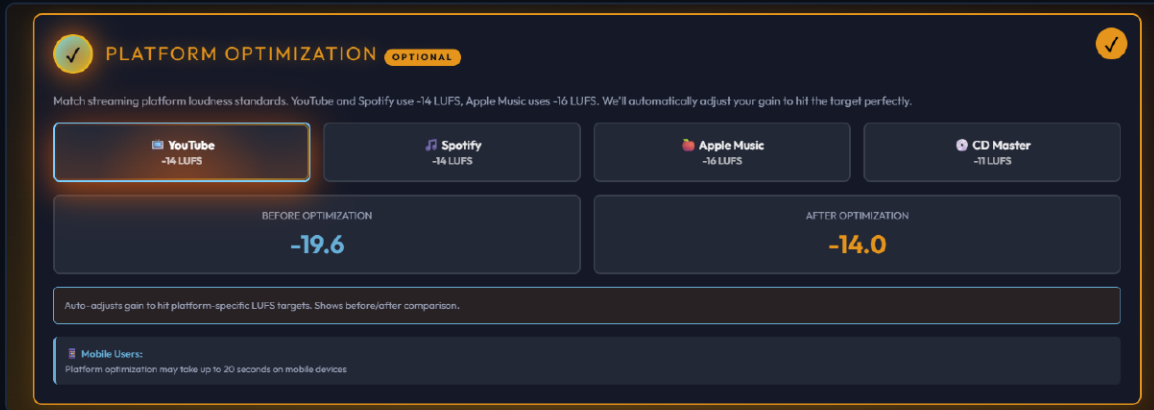 PLATFORM OPTIMIZATION OPTIONAL
Match streaming platform loudness standards. YouTube and Spotify use -14 LUFS, Apple Music uses -16 LUFS. We'll automatically adjust your gain to hit the target perfectly.
YouTube
-14 LUFS
Spotify
-14 LUFS
Apple Music
-16 LUFS
CD Master
-11 LUFS
BEFORE OPTIMIZATION
-19.6
AFTER OPTIMIZATION
-14.0
Auto-adjusts gain to hit platform-specific LUFS targets. Shows before/after comparison.
Mobile Users:
Platform optimization may take up to 20 seconds on mobile devices